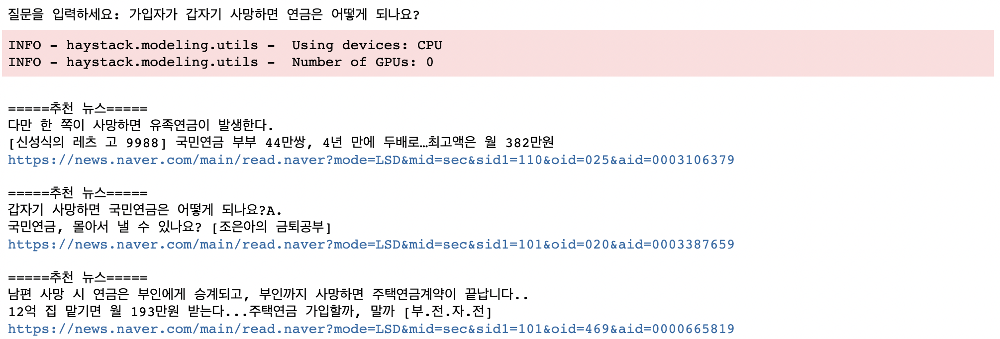 질문을 입력하세요: 가입자가 갑자기 사망하면 연금은 어떻게 되나요?
INFO - haystack.modeling.utils -  Using devices: CPU
INFO - haystack.modeling.utils -  Number of GPUs: 0
=====추천 뉴스=====
다만 한 쪽이 사망하면 유족연금이 발생한다.
[신성식의 레츠 고 9988] 국민연금 부부 44만쌍, 4년 만에 두배로…최고액은 월 382만원
https://news.naver.com/main/read.naver?mode=LSD&mid=sec&sid1=110&oid=025&aid=0003106379
=====추천 뉴스=====
갑자기 사망하면 국민연금은 어떻게 되나요?A.
국민연금, 몰아서 낼 수 있나요? [조은아의 금퇴공부]
https://news.naver.com/main/read.naver?mode=LSD&mid=sec&sid1=101&oid=020&aid=0003387659
=====추천 뉴스=====
남편 사망 시 연금은 부인에게 승계되고, 부인까지 사망하면 주택연금계약이 끝납니다..
12억 집 맡기면 월 193만원 받는다...주택연금 가입할까, 말까 [부.전.자.전]
https://news.naver.com/main/read.naver?mode=LSD&mid=sec&sid1=101&oid=469&aid=0000665819